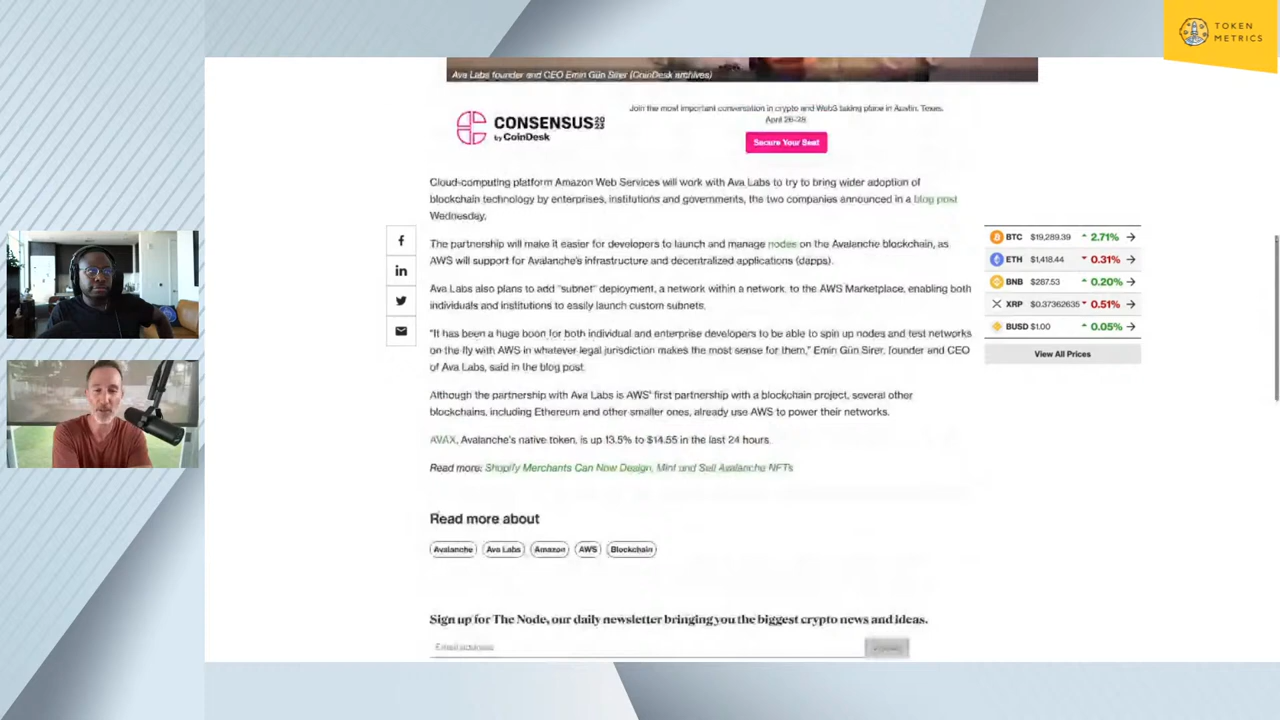 TOKEN
METRICS
Ava Labs founder and CEO Emin Gün Sirer (CoinDesk archives)
CONSENSUS 2023
by CoinDesk
Join the most important conversation in crypto and Web3 taking place in Austin, Texas,
April 26-28.
Secure Your Seat
Cloud-computing platform Amazon Web Services will work with Ava Labs to try to bring wider adoption of
blockchain technology by enterprises, institutions and governments, the two companies announced in a blog post
Wednesday.
The partnership will make it easier for developers to launch and manage nodes on the Avalanche blockchain, as
AWS will support for Avalanche's infrastructure and decentralized applications (dapps).
Ava Labs also plans to add "subnet" deployment, a network within a network, to the AWS Marketplace, enabling both
individuals and institutions to easily launch custom subnets.
"It has been a huge boon for both individual and enterprise developers to be able to spin up nodes and test networks
on the fly with AWS in whatever legal jurisdiction makes the most sense for them," Emin Gün Sirer, founder and CEO
of Ava Labs, said in the blog post.
Although the partnership with Ava Labs is AWS' first partnership with a blockchain project, several other
blockchains, including Ethereum and other smaller ones, already use AWS to power their networks.
AVAX, Avalanche's native token, is up 13.5% to $14.55 in the last 24 hours.
Read more: Shopify Merchants Can Now Design, Mint and Sell Avalanche NFTs
BTC $19,289.39 2.71%
ETH $1,418.44 0.31%
BNB $287.53 0.20%
XRP $0.37362635 0.51%
BUSD $1.00 0.05%
View All Prices
Read more about
Avalanche Ava Labs Amazon AWS Blockchain
Sign up for The Node, our daily newsletter bringing you the biggest crypto news and ideas.
Email address